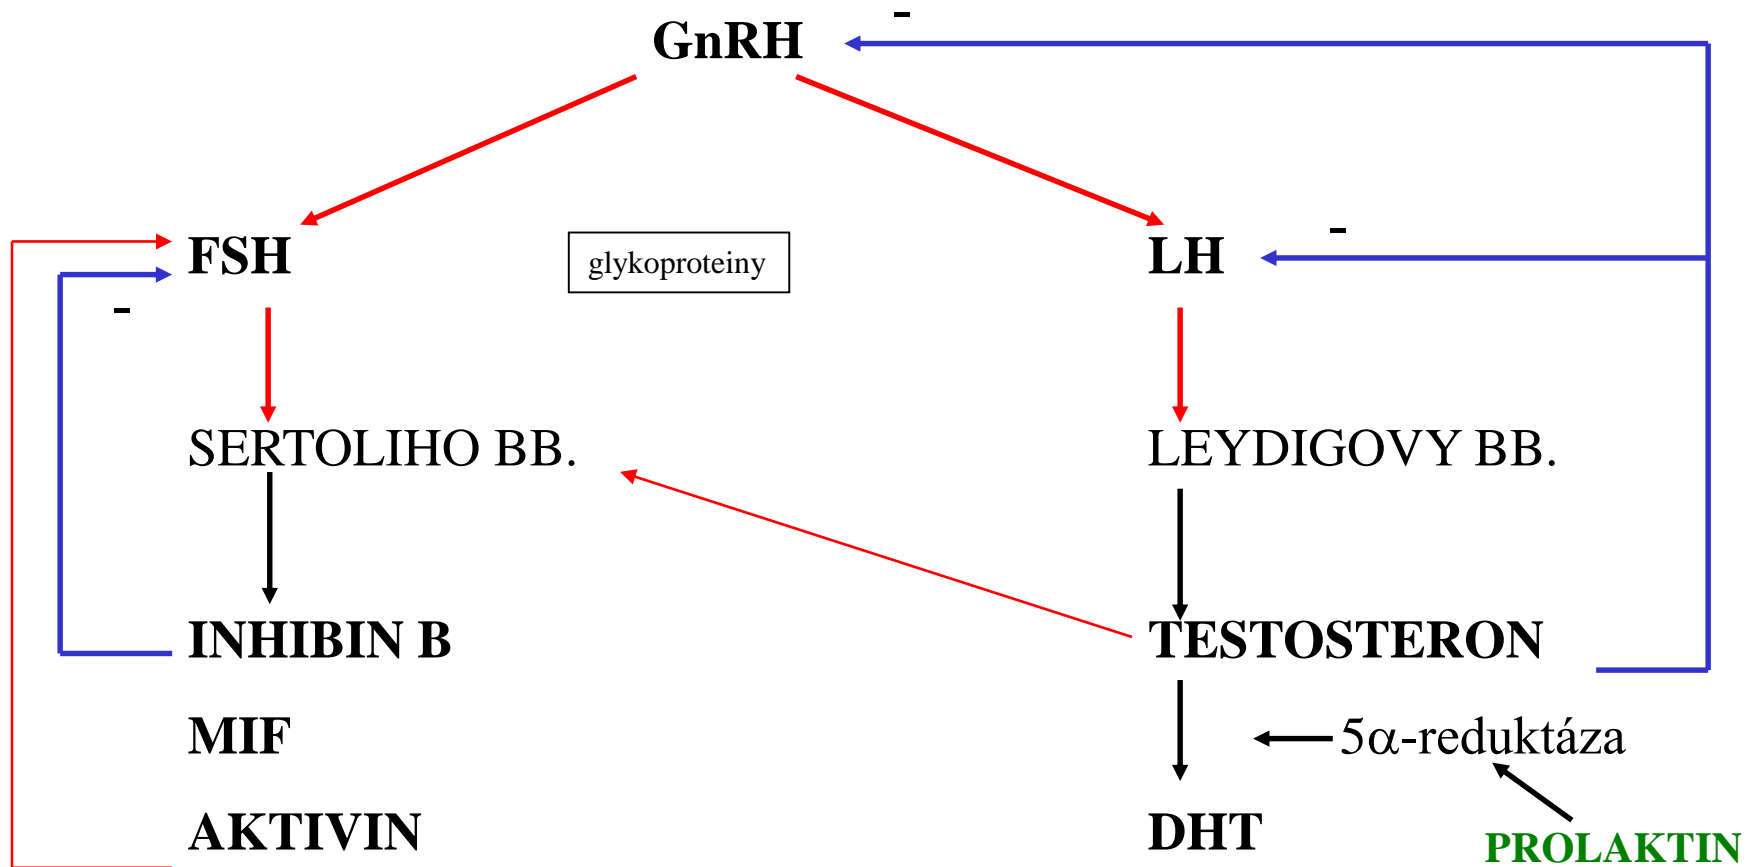 -
GnRH
-
FSH
glykoproteiny
LH
-
SERTOLIHO BB.
LEYDIGOVY BB.
INHIBIN B
TESTOSTERON
MIF
5α-reduktáza
AKTIVIN
DHT
PROLAKTIN